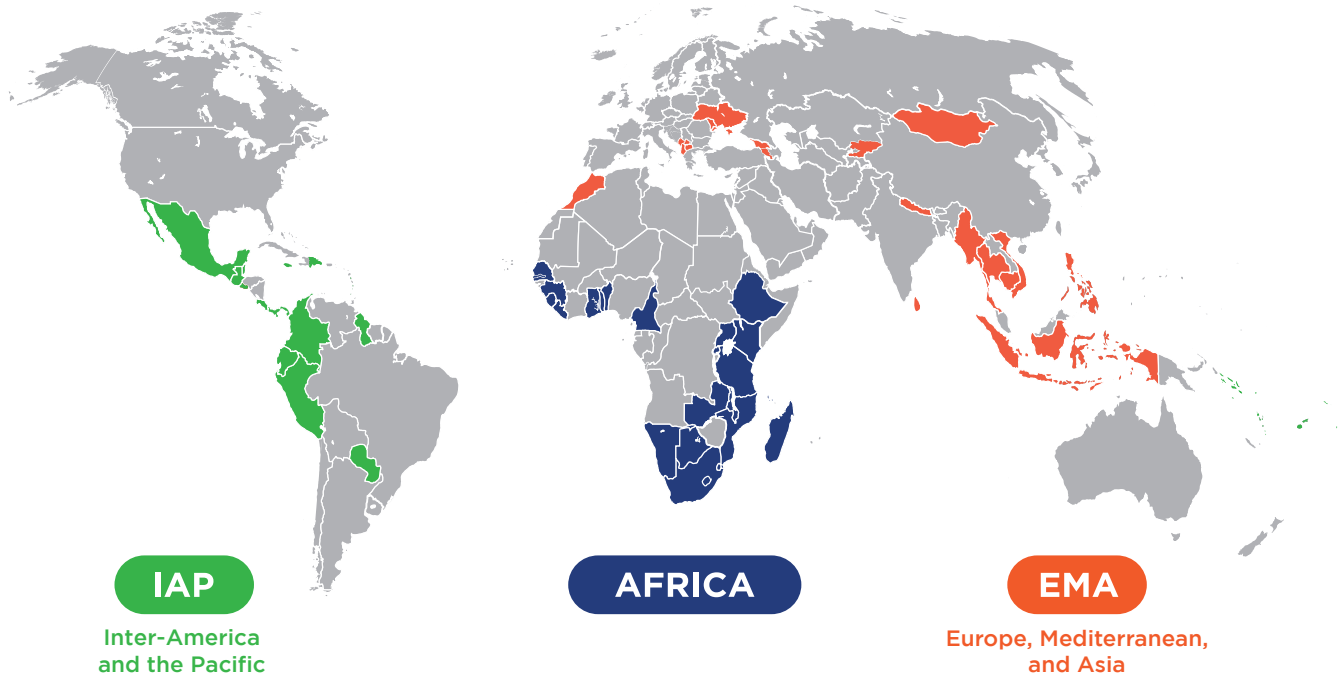 IAP
Inter-America
and the Pacific
AFRICA
EMA
Europe, Mediterranean,
and Asia